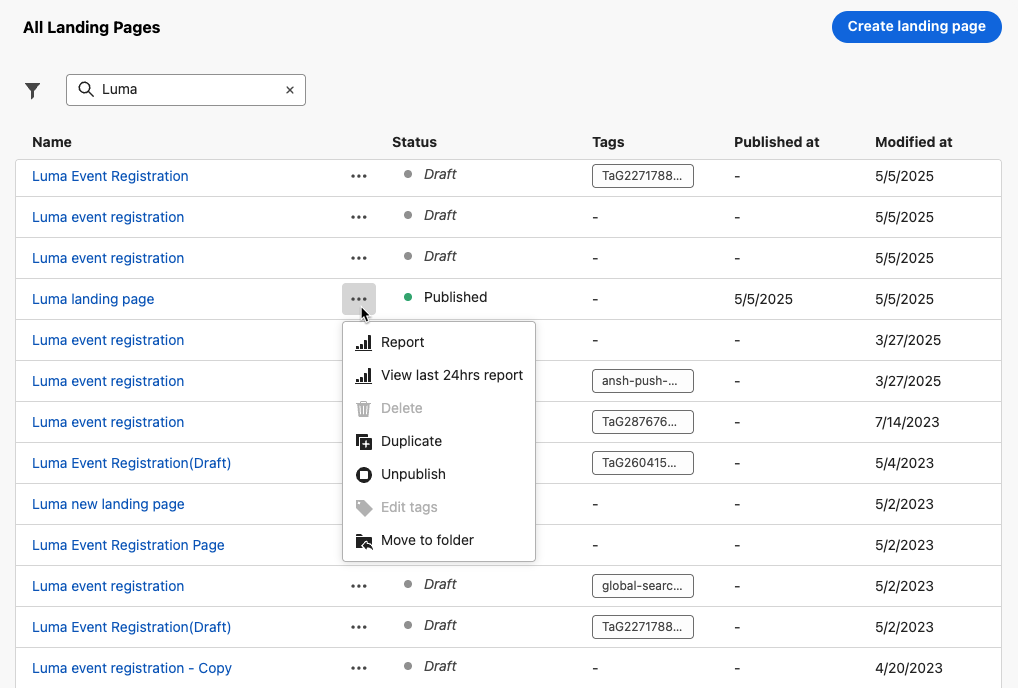 All Landing Pages
Create landing page
Luma
Name Status Tags Published at Modified at
Luma Event Registration ••• Draft TaG2271788... - 5/5/2025
Luma event registration ••• Draft - - 5/5/2025
Luma event registration ••• Draft - - 5/5/2025
Luma landing page ••• Published - 5/5/2025 5/5/2025
Luma event registration - - 3/27/2025
Luma event registration ansh-push-... - 3/27/2025
Luma event registration TaG287676... - 7/14/2023
Luma Event Registration(Draft) TaG260415... - 5/4/2023
Luma new landing page - - 5/2/2023
Luma Event Registration Page - - 5/2/2023
Luma event registration ••• Draft global-searc... - 5/2/2023
Luma Event Registration(Draft) ••• Draft TaG2271788... - 5/2/2023
Luma event registration - Copy ••• Draft - - 4/20/2023
Report
View last 24hrs report
Delete
Duplicate
Unpublish
Edit tags
Move to folder